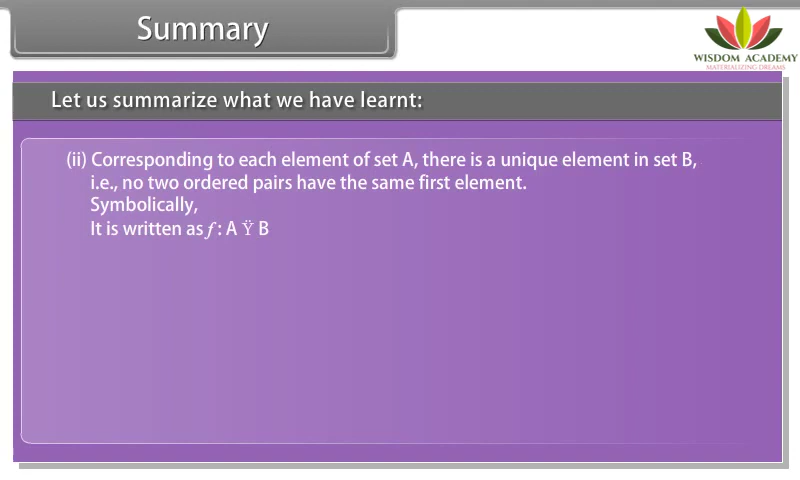 Summary
WISDOM ACADEMY
MATERIALIZING DREAMS
Let us summarize what we have learnt:
(ii) Corresponding to each element of set A, there is a unique element in set B,
i.e., no two ordered pairs have the same first element.
Symbolically,
It is written as f : A Ÿ B